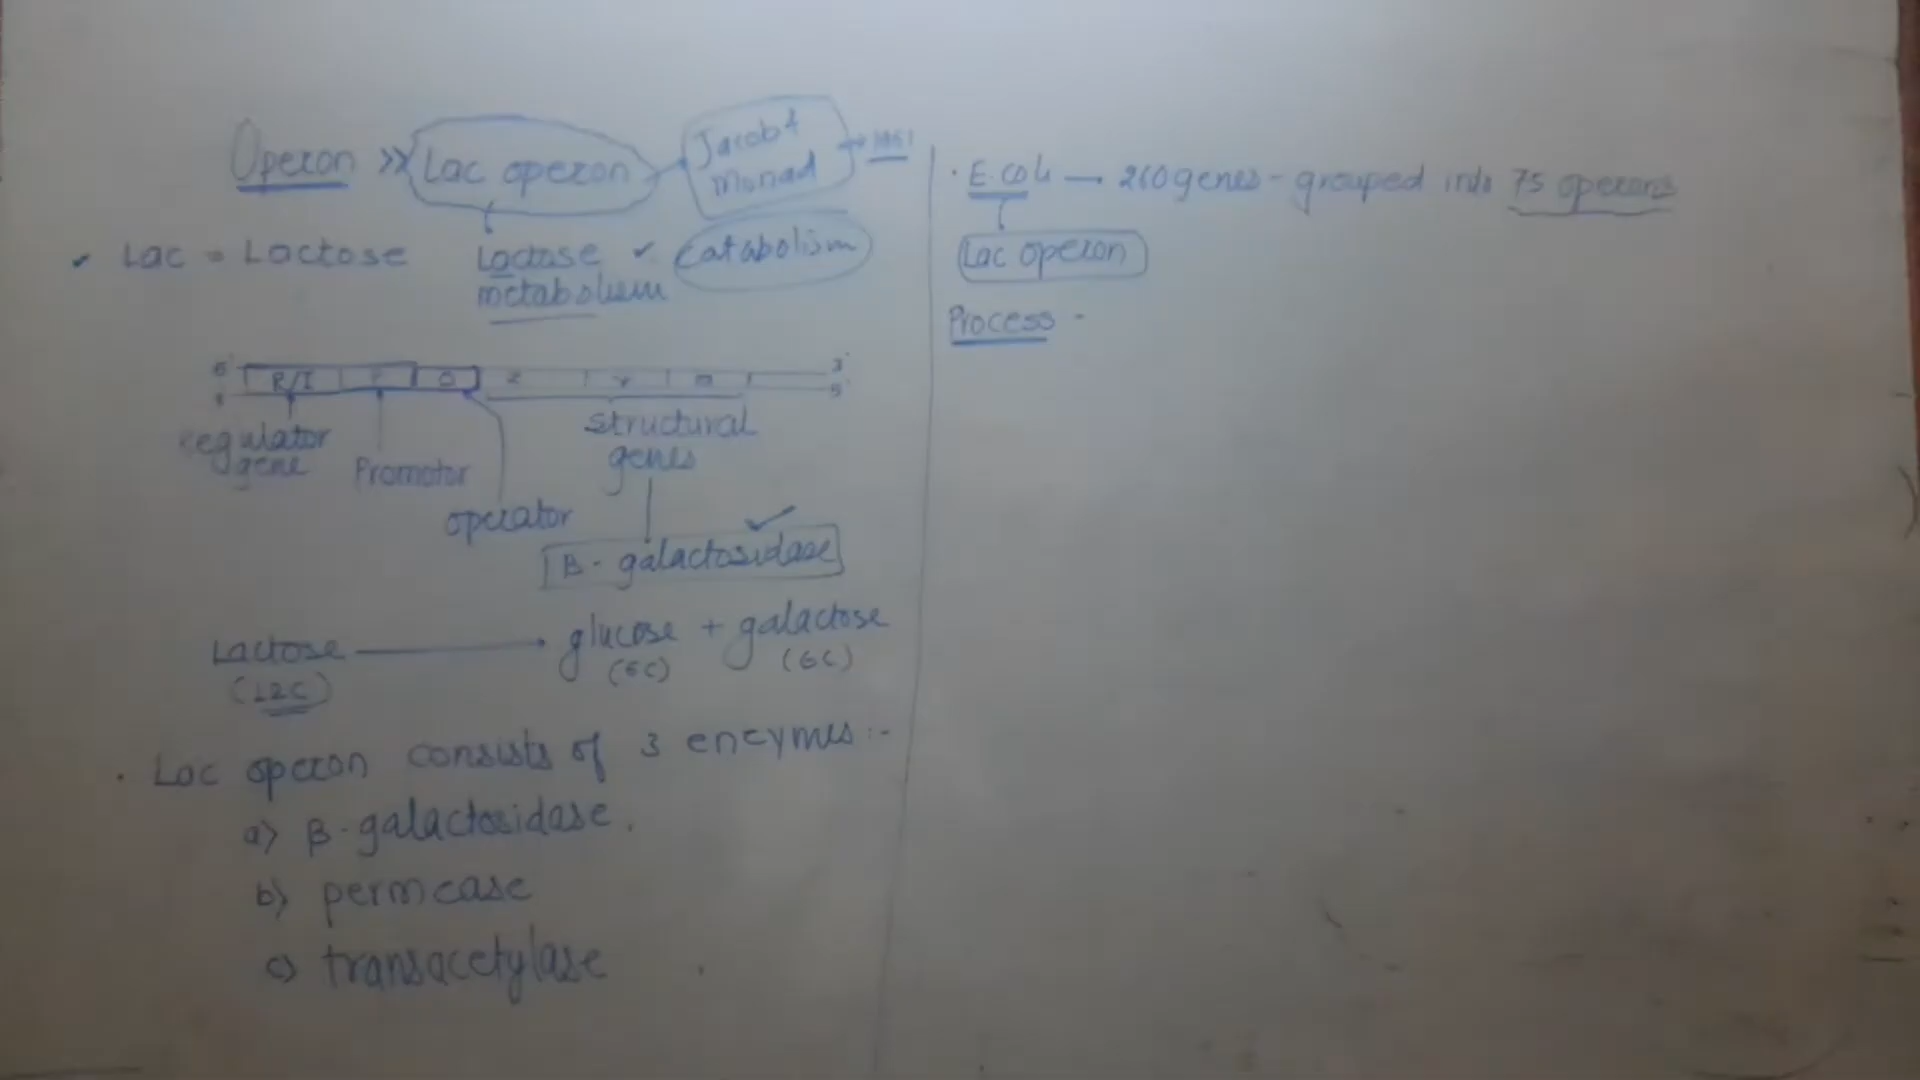 Operon >> Lac operon → Jacob & Monad → 1961
✓ Lac = Lactose
Lactose metabolism ✓ catabolism
5' R/I P O Z Y a 3'
5'
regulator gene
Promotor
operator
Structural genes
β-galactosidase ✓
Lactose → glucose + galactose
(12C) (6C) (6C)
. Lac operon consists of 3 enzymes :-
a) β-galactosidase.
b) permease
c) transacetylase
. E.coli → 260 genes - grouped into 75 operons
Lac operon
Process -